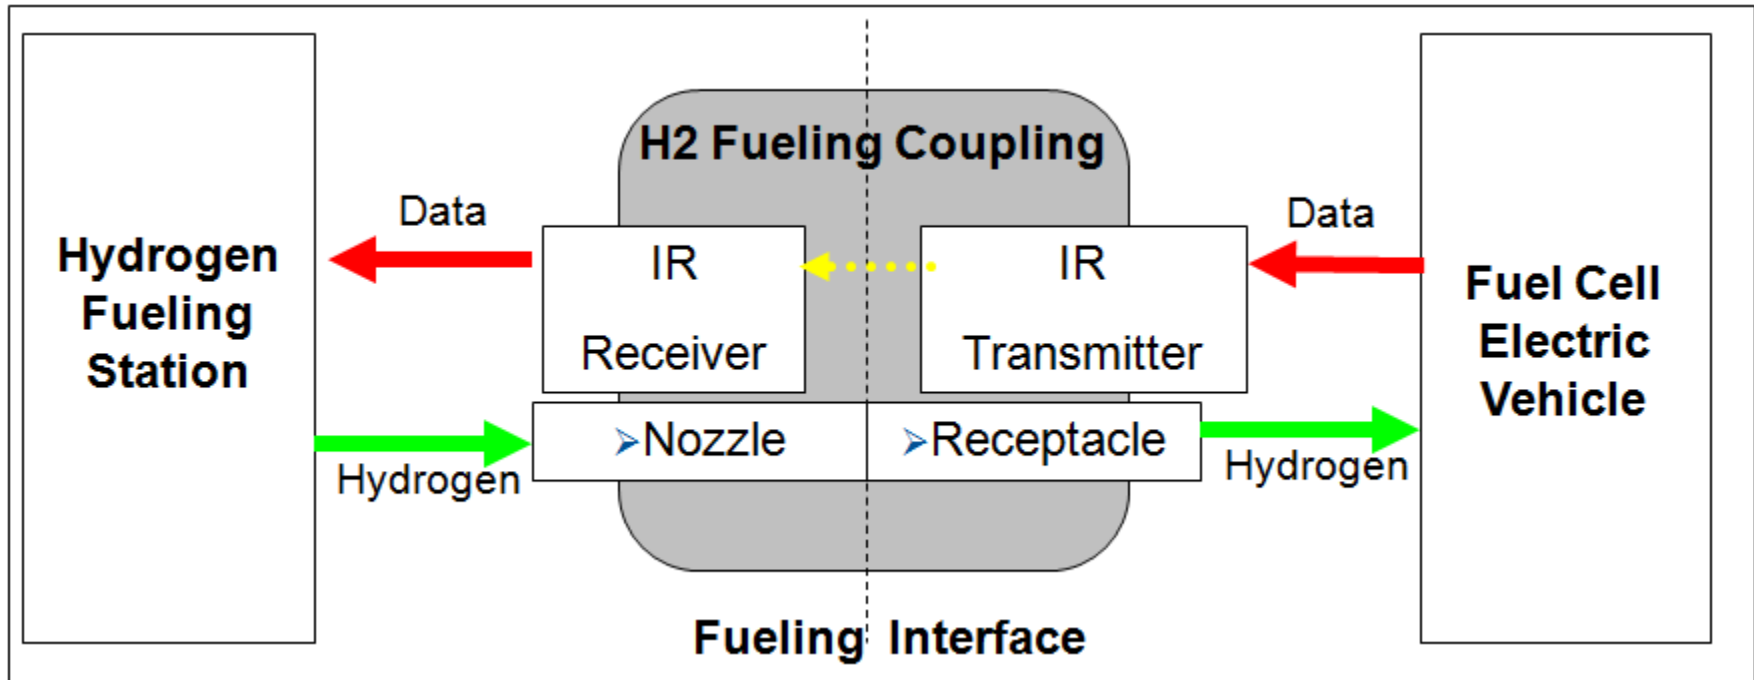 H2 Fueling Coupling
Data
Data
Hydrogen
Fueling
Station
IR
Receiver
IR
Transmitter
Fuel Cell
Electric
Vehicle
➢Nozzle
➢Receptacle
Hydrogen
Hydrogen
Fueling Interface